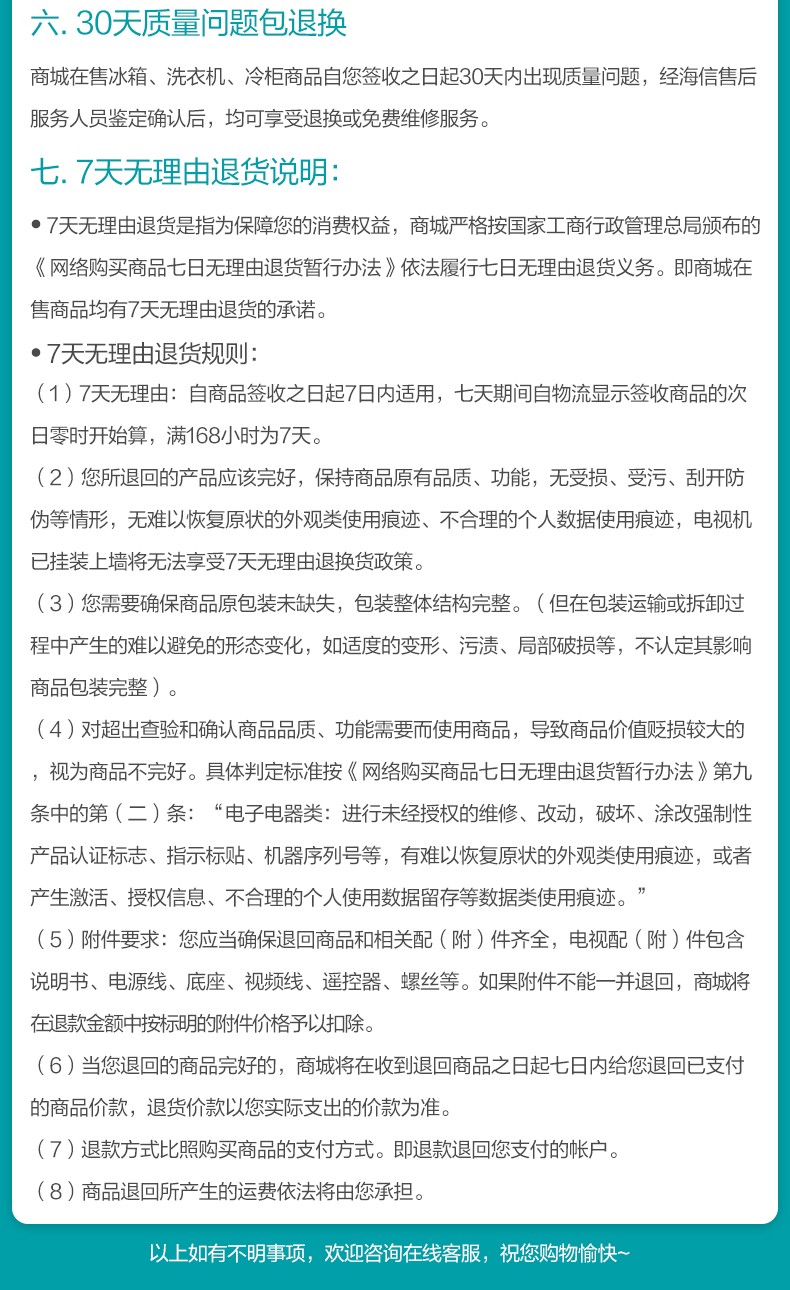 六. 30天质量问题包退换
商城在售冰箱、洗衣机、冷柜商品自您签收之日起30天内出现质量问题，经海信售后
服务人员鉴定确认后，均可享受退换或免费维修服务。
七. 7天无理由退货说明：
• 7天无理由退货是指为保障您的消费权益，商城严格按国家工商行政管理总局颁布的
《网络购买商品七日无理由退货暂行办法》依法履行七日无理由退货义务。即商城在
售商品均有7天无理由退货的承诺。
• 7天无理由退货规则：
（1）7天无理由：自商品签收之日起7日内适用，七天期间自物流显示签收商品的次
日零时开始算，满168小时为7天。
（2）您所退回的产品应该完好，保持商品原有品质、功能，无受损、受污、刮开防
伪等情形，无难以恢复原状的外观类使用痕迹、不合理的个人数据使用痕迹，电视机
已挂装上墙将无法享受7天无理由退换货政策。
（3）您需要确保商品原包装未缺失，包装整体结构完整。（但在包装运输或拆卸过
程中产生的难以避免的形态变化，如适度的变形、污渍、局部破损等，不认定其影响
商品包装完整）。
（4）对超出查验和确认商品品质、功能需要而使用商品，导致商品价值贬损较大的
，视为商品不完好。具体判定标准按《网络购买商品七日无理由退货暂行办法》第九
条中的第（二）条：“电子电器类：进行未经授权的维修、改动，破坏、涂改强制性
产品认证标志、指示标贴、机器序列号等，有难以恢复原状的外观类使用痕迹，或者
产生激活、授权信息、不合理的个人使用数据留存等数据类使用痕迹。”
（5）附件要求：您应当确保退回商品和相关配（附）件齐全，电视配（附）件包含
说明书、电源线、底座、视频线、遥控器、螺丝等。如果附件不能一并退回，商城将
在退款金额中按标明的附件价格予以扣除。
（6）当您退回的商品完好的，商城将在收到退回商品之日起七日内给您退回已支付
的商品价款，退货价款以您实际支出的价款为准。
（7）退款方式比照购买商品的支付方式。即退款退回您支付的帐户。
（8）商品退回所产生的运费依法将由您承担。
以上如有不明事项，欢迎咨询在线客服，祝您购物愉快~